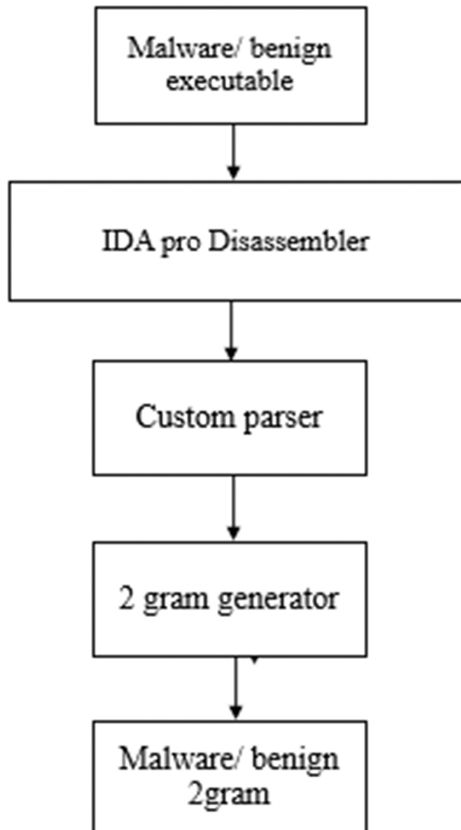 Malware/ benign
executable
IDA pro Disassembler
Custom parser
2 gram generator
Malware/ benign
2gram